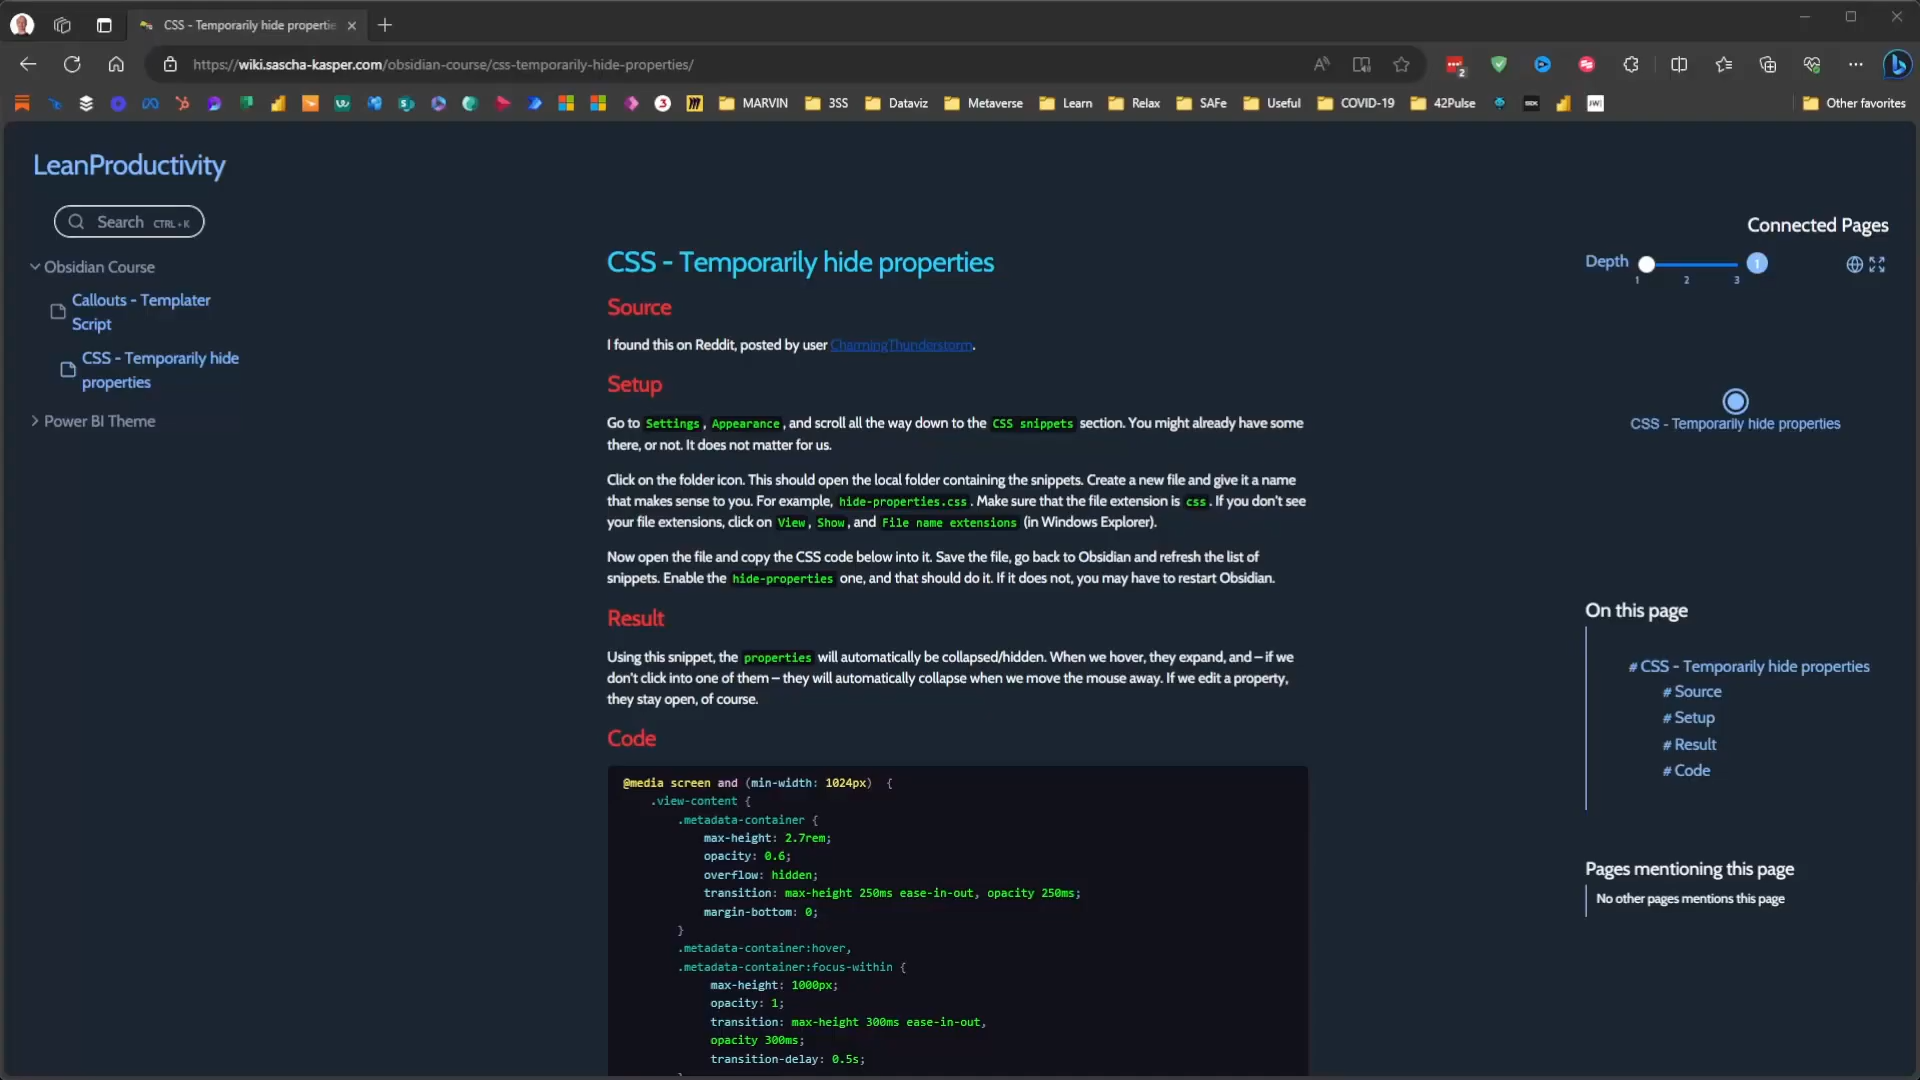 CSS - Temporarily hide propertie
https://wiki.sascha-kasper.com/obsidian-course/css-temporarily-hide-properties/
2
3
MARVIN
3SS
Dataviz
Metaverse
Learn
Relax
SAFe
Useful
COVID-19
42Pulse
Other favorites
LeanProductivity
Search CTRL + K
Obsidian Course
Callouts - Templater
Script
CSS - Temporarily hide
properties
Power BI Theme
CSS - Temporarily hide properties
Source
I found this on Reddit, posted by user CharmingThunderstorm.
Setup
Go to Settings, Appearance, and scroll all the way down to the CSS snippets section. You might already have some
there, or not. It does not matter for us.
Click on the folder icon. This should open the local folder containing the snippets. Create a new file and give it a name
that makes sense to you. For example, hide-properties.css. Make sure that the file extension is css. If you don't see
your file extensions, click on View, Show, and File name extensions (in Windows Explorer).
Now open the file and copy the CSS code below into it. Save the file, go back to Obsidian and refresh the list of
snippets. Enable the hide-properties one, and that should do it. If it does not, you may have to restart Obsidian.
Result
Using this snippet, the properties will automatically be collapsed/hidden. When we hover, they expand, and – if we
don't click into one of them – they will automatically collapse when we move the mouse away. If we edit a property,
they stay open, of course.
Code
@media screen and (min-width: 1024px) {
.view-content {
.metadata-container {
max-height: 2.7rem;
opacity: 0.6;
overflow: hidden;
transition: max-height 250ms ease-in-out, opacity 250ms;
margin-bottom: 0;
}
.metadata-container:hover,
.metadata-container:focus-within {
max-height: 1000px;
opacity: 1;
transition: max-height 300ms ease-in-out,
opacity 300ms;
transition-delay: 0.5s;
Connected Pages
Depth
1
1 2 3
CSS - Temporarily hide properties
On this page
# CSS - Temporarily hide properties
# Source
# Setup
# Result
# Code
Pages mentioning this page
No other pages mentions this page